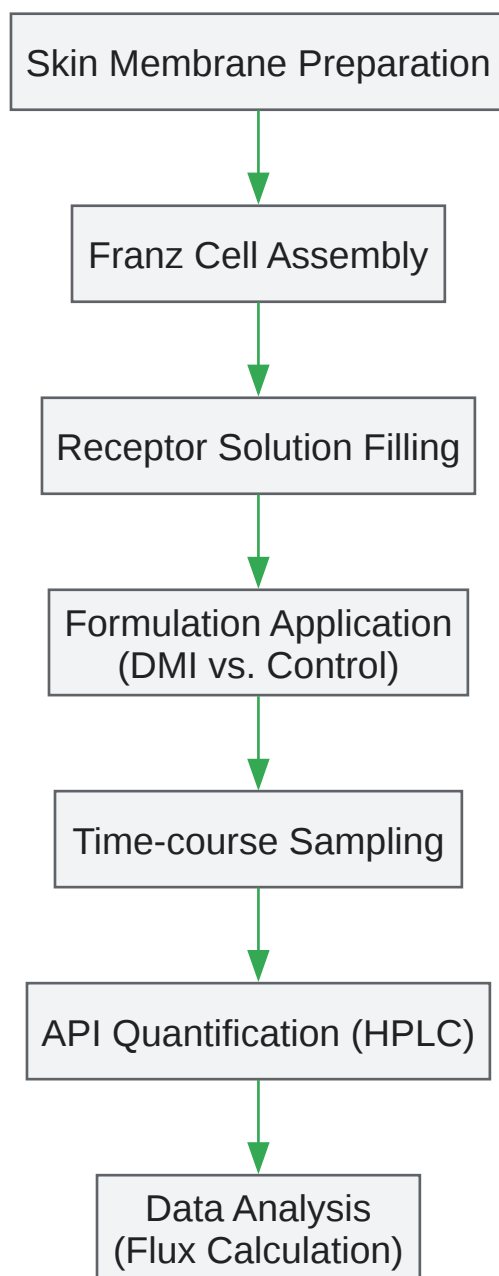 Skin Membrane Preparation
Franz Cell Assembly
Receptor Solution Filling
Formulation Application
(DMI vs. Control)
Time-course Sampling
API Quantification (HPLC)
Data Analysis
(Flux Calculation)